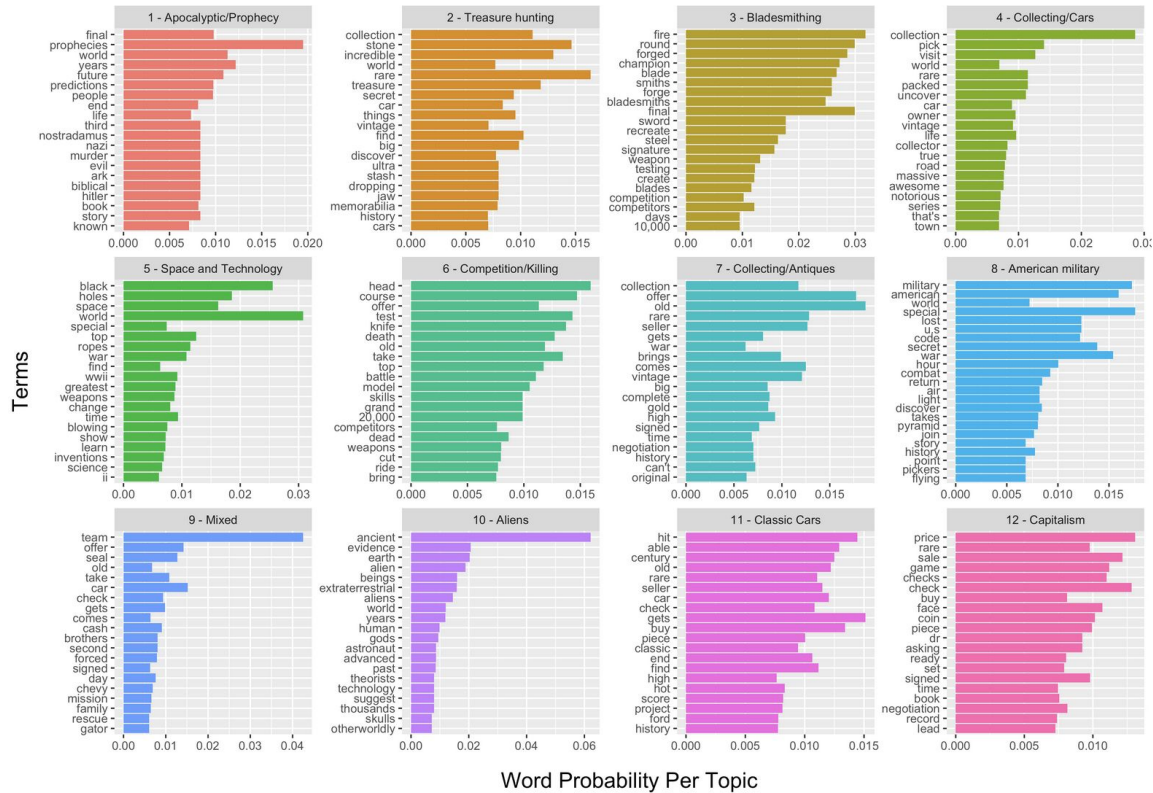 1 - Apocalyptic/Prophecy
final
prophecies
world
years
future
predictions
people
end
life
third
nostradamus
nazi
murder
evil
ark
biblical
hitler
book
story
known
0.000 0.005 0.010 0.015 0.020
2 - Treasure hunting
collection
stone
incredible
world
rare
treasure
secret
car
things
vintage
find
big
discover
ultra
stash
dropping
jaw
memorabilia
history
cars
0.000 0.005 0.010 0.015
3 - Bladesmithing
fire
round
forged
champion
blade
smiths
forge
bladesmiths
final
sword
recreate
steel
signature
weapon
testing
create
blades
competition
competitors
days
10,000
0.00 0.01 0.02 0.03
4 - Collecting/Cars
collection
pick
visit
world
rare
packed
uncover
car
owner
vintage
life
collector
true
road
massive
awesome
notorious
series
that's
town
0.00 0.01 0.02 0.03
5 - Space and Technology
black
holes
space
world
special
top
ropes
war
find
wwii
greatest
weapons
change
time
blowing
show
learn
inventions
science
ii
0.00 0.01 0.02 0.03
6 - Competition/Killing
head
course
offer
test
knife
death
old
take
top
battle
model
skills
grand
20,000
competitors
dead
weapons
cut
ride
bring
0.000 0.005 0.010 0.015
7 - Collecting/Antiques
collection
offer
old
rare
seller
gets
war
brings
comes
vintage
big
complete
gold
high
signed
time
negotiation
history
can't
original
0.000 0.005 0.010 0.015
8 - American military
military
american
world
special
lost
u,s
code
secret
war
hour
combat
return
air
light
discover
takes
pyramid
join
story
history
point
pickers
flying
0.000 0.005 0.010 0.015
9 - Mixed
team
offer
seal
old
take
car
check
gets
comes
cash
brothers
second
forced
signed
day
chevy
mission
family
rescue
gator
0.00 0.01 0.02 0.03 0.04
10 - Aliens
ancient
evidence
earth
alien
beings
extraterrestrial
aliens
world
years
human
gods
astronaut
advanced
past
theorists
technology
suggest
thousands
skulls
otherworldly
0.00 0.02 0.04 0.06
11 - Classic Cars
hit
able
century
old
rare
seller
car
check
gets
buy
piece
classic
end
find
high
hot
score
project
ford
history
0.000 0.005 0.010 0.015
12 - Capitalism
price
rare
sale
game
checks
check
buy
face
coin
piece
dr
asking
ready
set
signed
time
book
negotiation
record
lead
0.000 0.005 0.010
Terms
Word Probability Per Topic